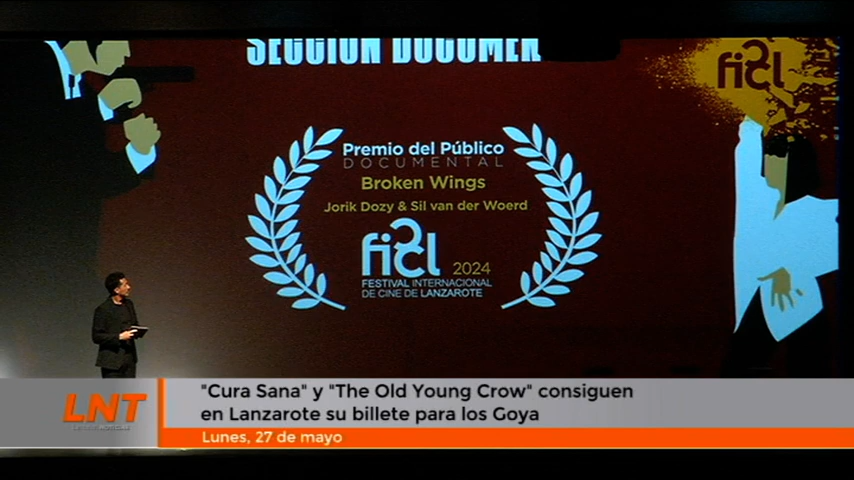 SECCIÓN DOCUMEN
ficl
Premio del Público
DOCUMENTAL
Broken Wings
Jorik Dozy & Sil van der Woerd
ficl 2024
FESTIVAL INTERNACIONAL
DE CINE DE LANZAROTE
LNT
"Cura Sana" y "The Old Young Crow" consiguen
en Lanzarote su billete para los Goya
Lunes, 27 de mayo